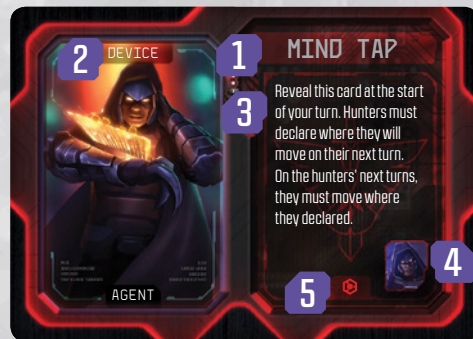 2
DEVICE
1
MIND TAP
3
Reveal this card at the start
of your turn. Hunters must
declare where they will
move on their next turn.
On the hunters' next turns,
they must move where
they declared.
4
5
AGENT